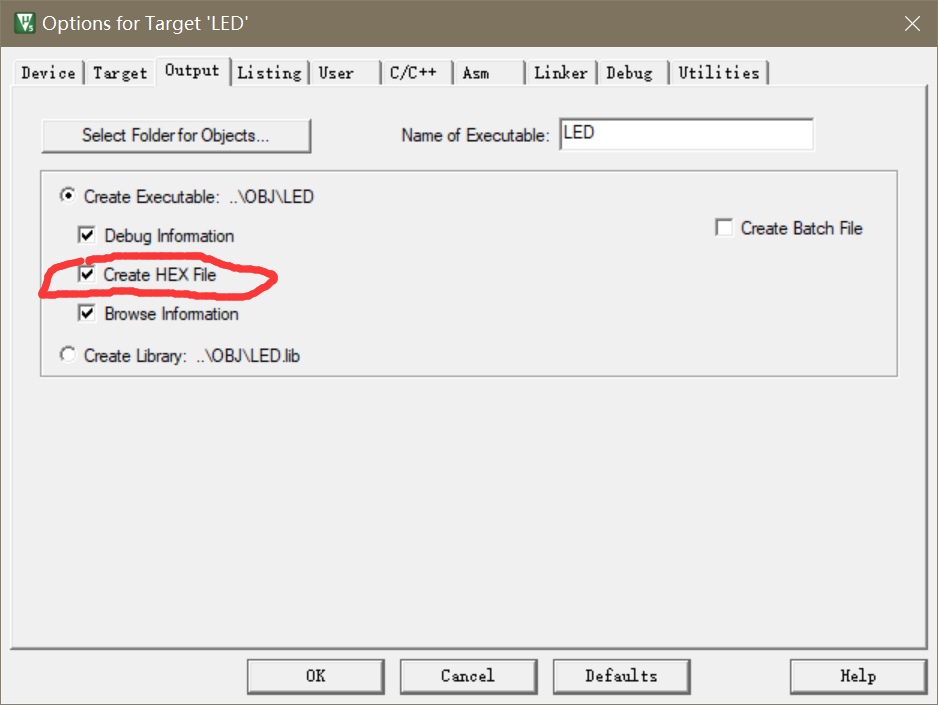 Options for Target 'LED'
Device Target Output Listing User C/C++ Asm Linker Debug Utilities
Select Folder for Objects... Name of Executable: LED
Create Executable: ..\OBJ\LED
Debug Information Create Batch File
Create HEX File
Browse Information
Create Library: ..\OBJ\LED.lib
OK Cancel Defaults Help